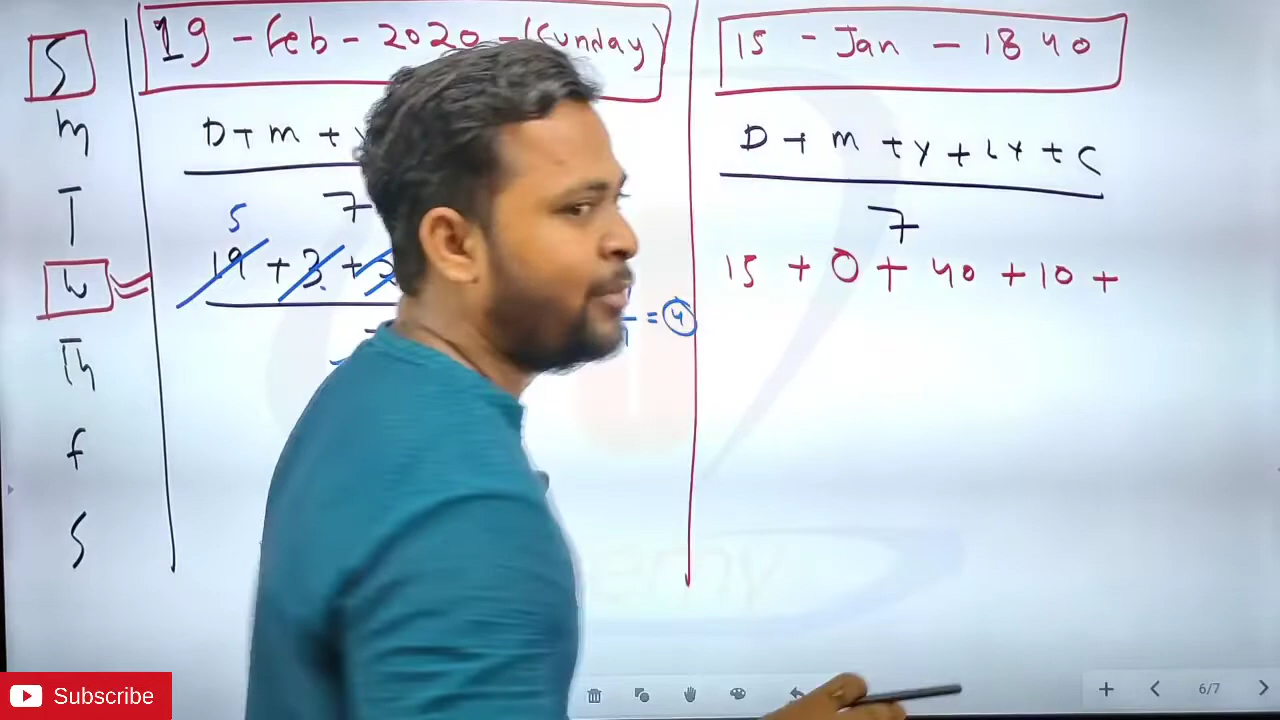 S
m
T
W
Th
f
S
19 - Feb - 2020 - (Sunday)
D + m + y
7
5
19 + 3 +
= 4
15 - Jan - 1840
D + m + y + LY + C
7
15 + 0 + 40 + 10 +
Subscribe
6/7